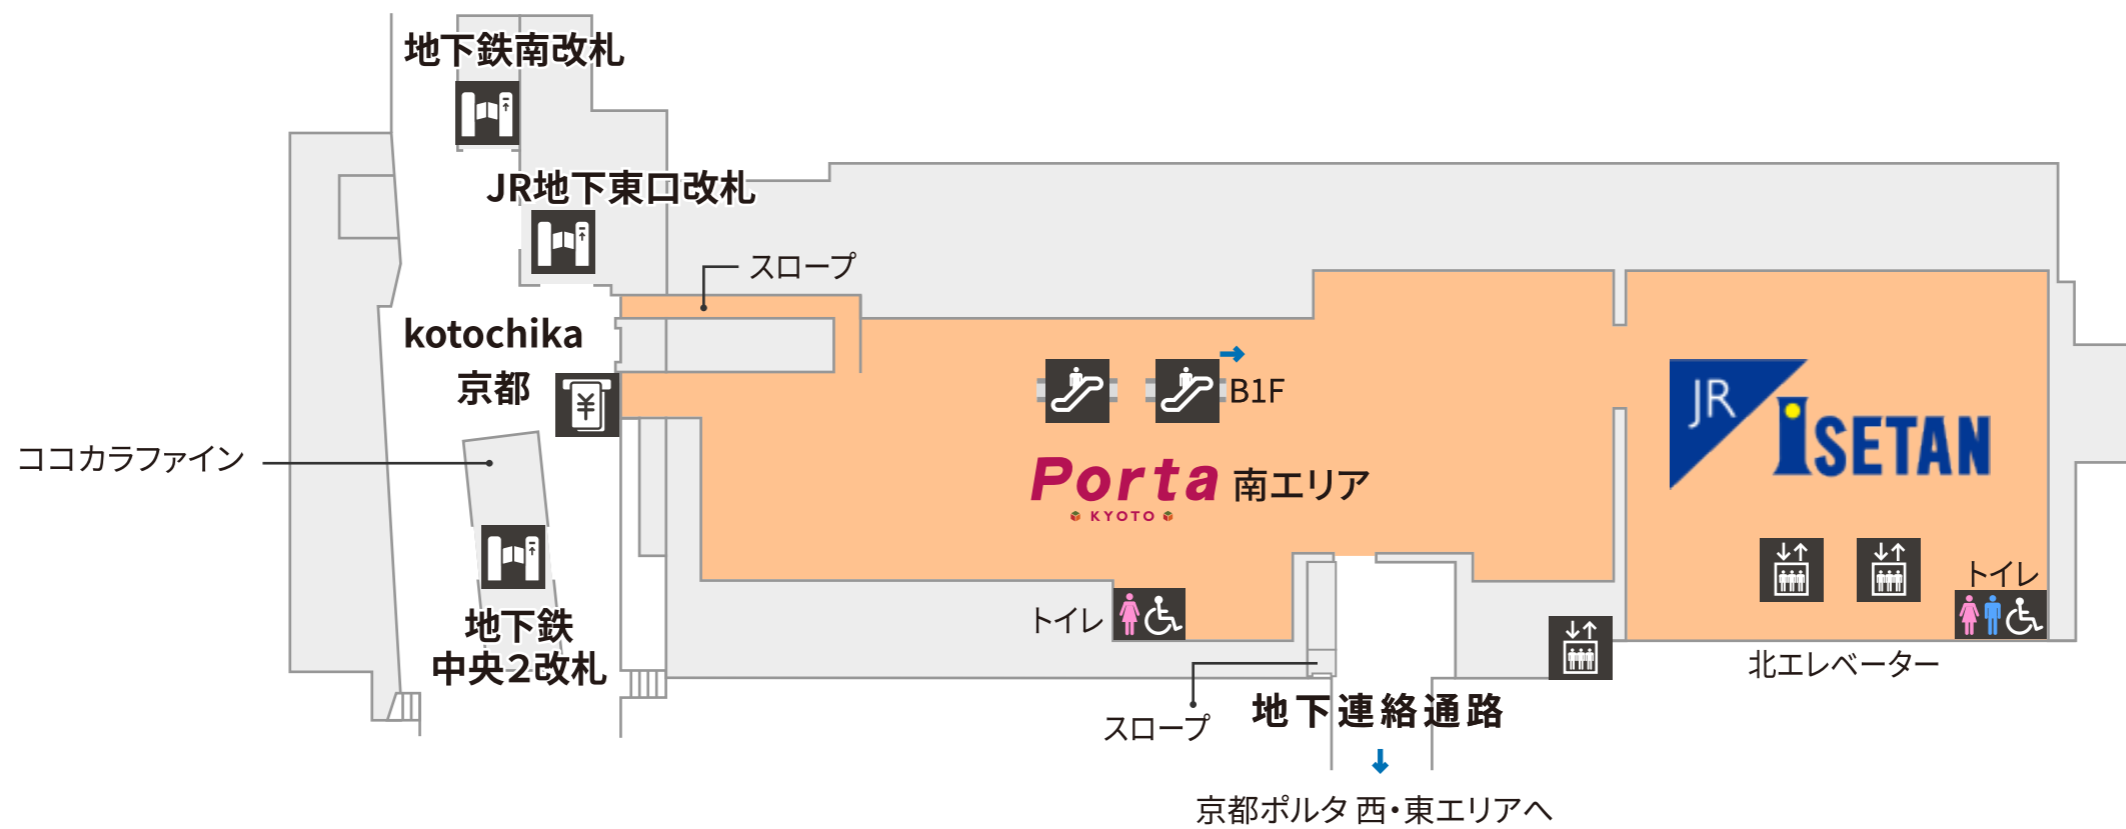 地下鉄南改札
JR地下東口改札
スロープ
kotochika
京都
¥
B1F
JR
ISETAN
ココカラファイン
Porta 南エリア
KYOTO
トイレ
トイレ
地下鉄
中央2改札
北エレベーター
スロープ
地下連絡通路
京都ポルタ 西・東エリアへ